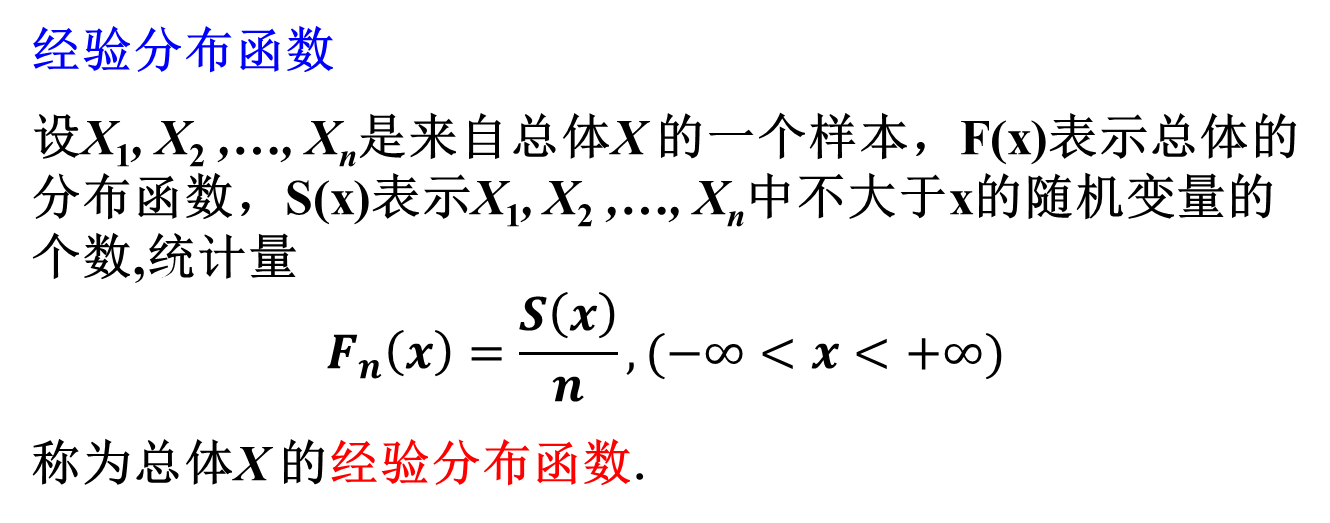 经验分布函数
设X₁, X₂ ,…, Xₙ是来自总体X 的一个样本，F(x)表示总体的
分布函数，S(x)表示X₁, X₂ ,…, Xₙ中不大于x的随机变量的
个数,统计量
Fₙ(x) = S(x)/n , (−∞ < x < +∞)
称为总体X 的经验分布函数.